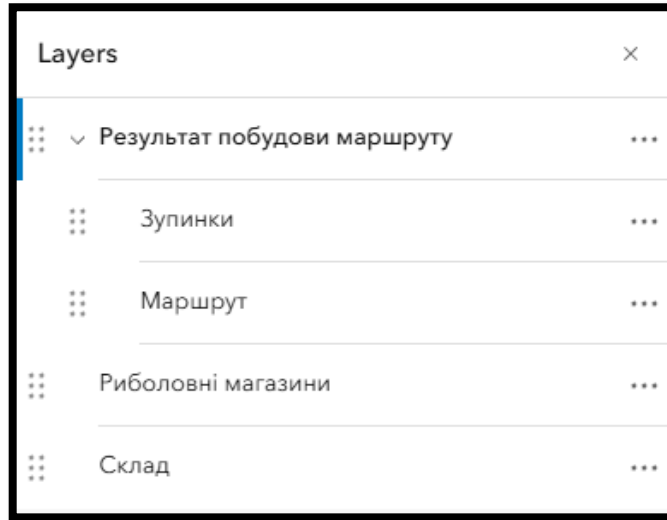 Layers
Результат побудови маршруту
Зупинки
Маршрут
Риболовні магазини
Склад